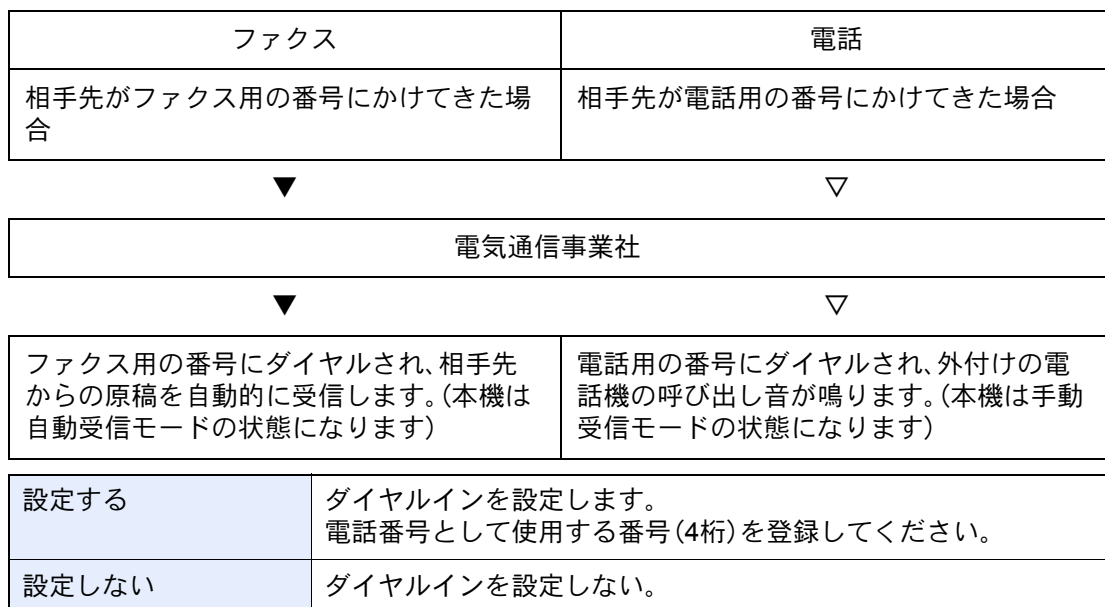 ファクス
電話
相手先がファクス用の番号にかけてきた場
合
相手先が電話用の番号にかけてきた場合
▼
▽
電気通信事業社
▼
▽
ファクス用の番号にダイヤルされ、相手先
からの原稿を自動的に受信します。(本機は
自動受信モードの状態になります)
電話用の番号にダイヤルされ、外付けの電
話機の呼び出し音が鳴ります。(本機は手動
受信モードの状態になります)
設定する
ダイヤルインを設定します。
電話番号として使用する番号(4桁)を登録してください。
設定しない
ダイヤルインを設定しない。